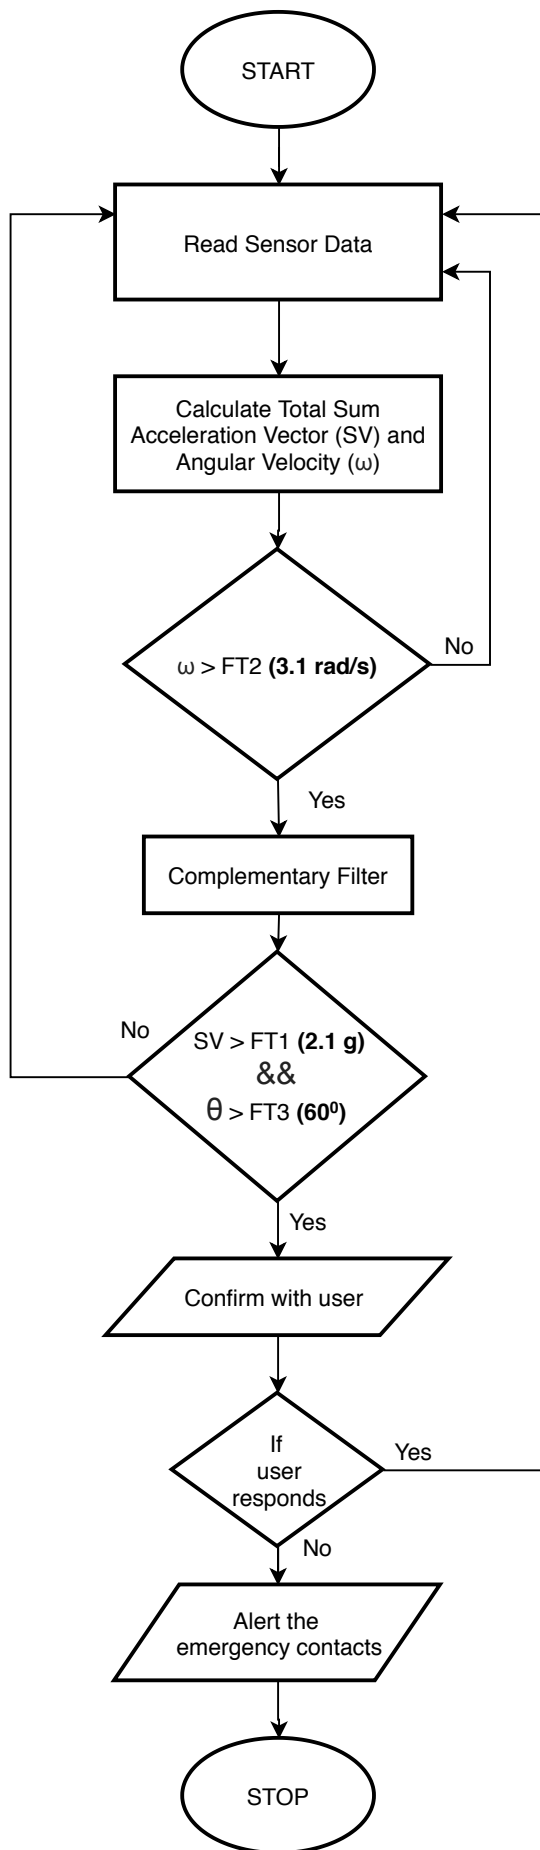 START
Read Sensor Data
Calculate Total Sum
Acceleration Vector (SV) and
Angular Velocity (ω)
ω > FT2 (3.1 rad/s)
No
Yes
Complementary Filter
No
SV > FT1 (2.1 g)
&&
θ > FT3 (60⁰)
Yes
Confirm with user
If
user
responds
Yes
No
Alert the
emergency contacts
STOP